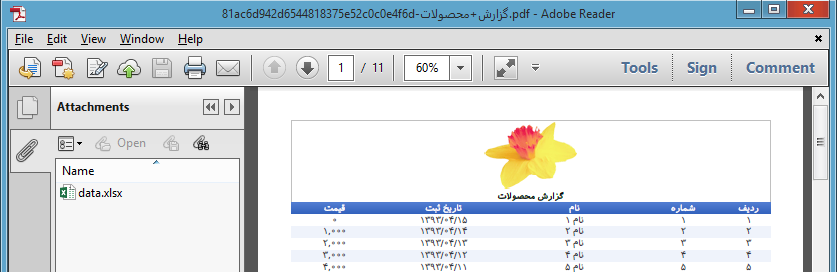 81ac6d942d6544818375e52c0c0e4f6d-گزارش+محصولات.pdf - Adobe Reader
File Edit View Window Help
1 / 11 60% Tools Sign Comment
Attachments
Open
Name
data.xlsx
گزارش محصولات
ردیف شماره نام تاریخ ثبت قیمت
۱ ۱ نام ۱ ۱۳۹۳/۰۴/۱۵ ۰
۲ ۲ نام ۲ ۱۳۹۳/۰۴/۱۴ ۱,۰۰۰
۳ ۳ نام ۳ ۱۳۹۳/۰۴/۱۳ ۲,۰۰۰
۴ ۴ نام ۴ ۱۳۹۳/۰۴/۱۲ ۳,۰۰۰
۵ ۵ نام ۵ ۱۳۹۳/۰۴/۱۱ ۴,۰۰۰